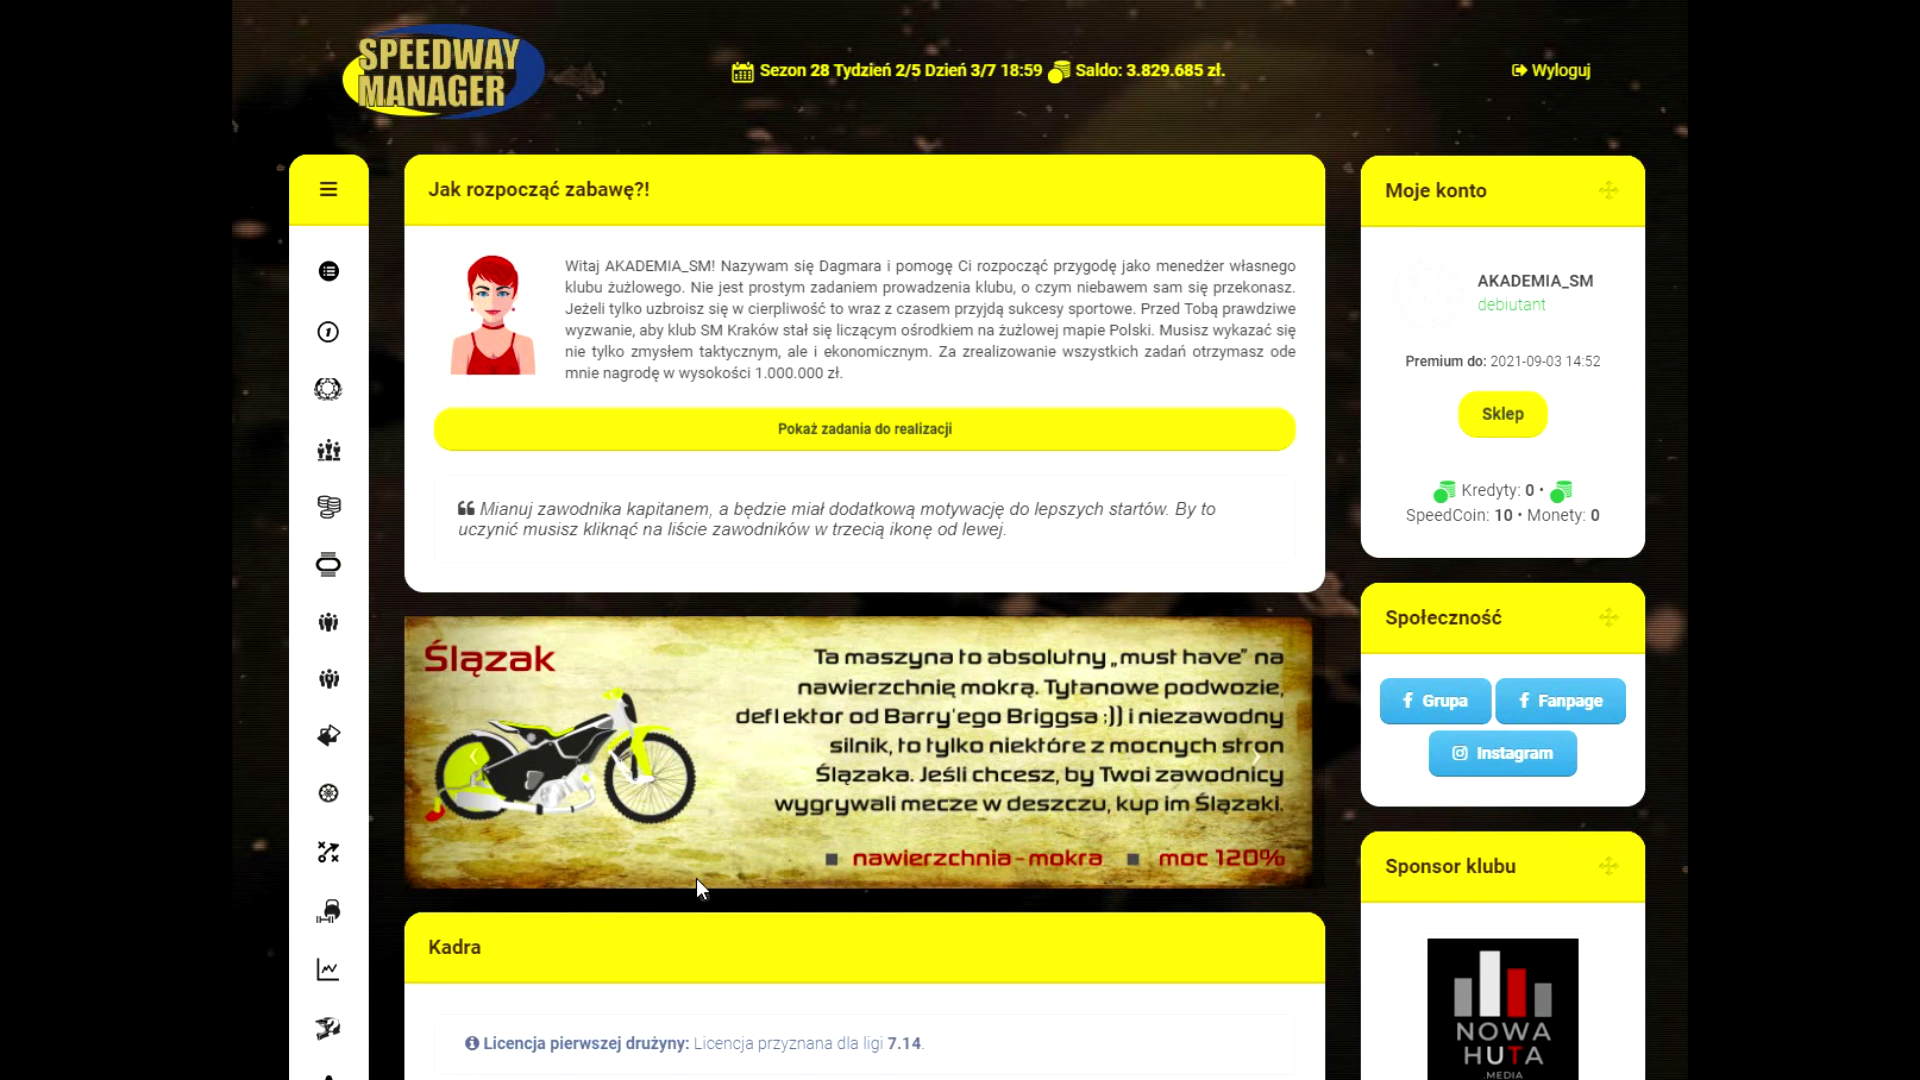 SPEEDWAY
MANAGER
Sezon 28 Tydzień 2/5 Dzień 3/7 18:59 Saldo: 3.829.685 zł.
Wyloguj
Jak rozpocząć zabawę?!
Witaj AKADEMIA_SM! Nazywam się Dagmara i pomogę Ci rozpocząć przygodę jako menedżer własnego
klubu żużlowego. Nie jest prostym zadaniem prowadzenia klubu, o czym niebawem sam się przekonasz.
Jeżeli tylko uzbroisz się w cierpliwość to wraz z czasem przyjdą sukcesy sportowe. Przed Tobą prawdziwe
wyzwanie, aby klub SM Kraków stał się liczącym ośrodkiem na żużlowej mapie Polski. Musisz wykazać się
nie tylko zmysłem taktycznym, ale i ekonomicznym. Za zrealizowanie wszystkich zadań otrzymasz ode
mnie nagrodę w wysokości 1.000.000 zł.
Pokaż zadania do realizacji
Mianuj zawodnika kapitanem, a będzie miał dodatkową motywację do lepszych startów. By to
uczynić musisz kliknąć na liście zawodników w trzecią ikonę od lewej.
Ślązak
Ta maszyna to absolutny „must have” na
nawierzchnię mokrą. Tytanowe podwozie,
deflektor od Barry'ego Briggsa :)) i niezawodny
silnik, to tylko niektóre z mocnych stron
Ślązaka. Jeśli chcesz, by Twoi zawodnicy
wygrywali mecze w deszczu, kup im Ślązaki.
■ nawierzchnia - mokra ■ moc 120%
Kadra
Licencja pierwszej drużyny: Licencja przyznana dla ligi 7.14.
Moje konto
AKADEMIA_SM
debiutant
Premium do: 2021-09-03 14:52
Sklep
Kredyty: 0 •
SpeedCoin: 10 • Monety: 0
Społeczność
Grupa
Fanpage
Instagram
Sponsor klubu
NOWA
HUTA
.MEDIA